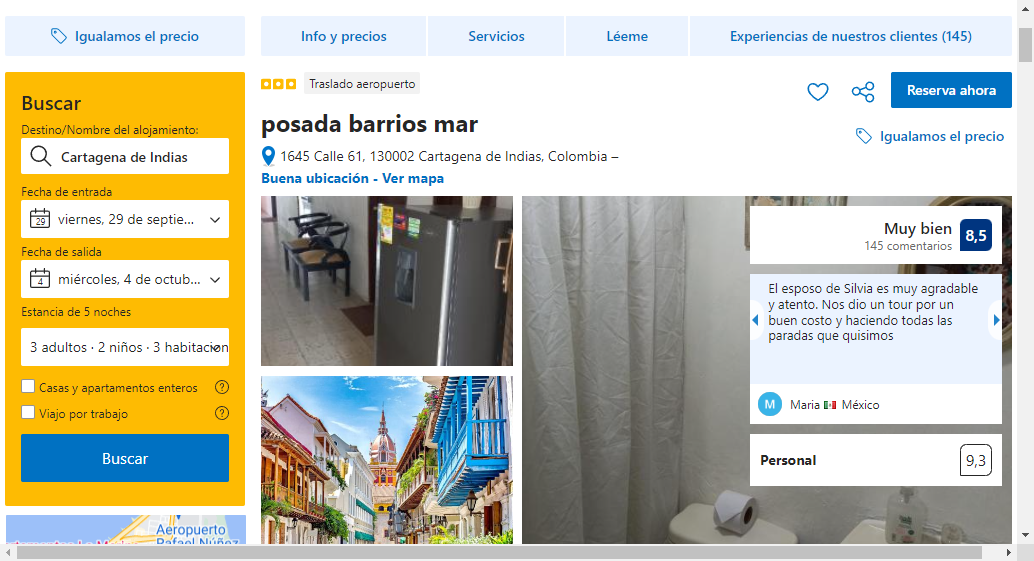 Igualamos el precio
Info y precios
Servicios
Léeme
Experiencias de nuestros clientes (145)
Buscar
Destino/Nombre del alojamiento:
Cartagena de Indias
Fecha de entrada
29
viernes, 29 de septie...
Fecha de salida
4
miércoles, 4 de octub...
Estancia de 5 noches
3 adultos · 2 niños · 3 habitacion
Casas y apartamentos enteros
Viajo por trabajo
Buscar
Aeropuerto
Rafael Núñez
Traslado aeropuerto
Reserva ahora
posada barrios mar
Igualamos el precio
1645 Calle 61, 130002 Cartagena de Indias, Colombia –
Buena ubicación - Ver mapa
Muy bien
145 comentarios
8,5
El esposo de Silvia es muy agradable
y atento. Nos dio un tour por un
buen costo y haciendo todas las
paradas que quisimos
M
Maria
México
Personal
9,3